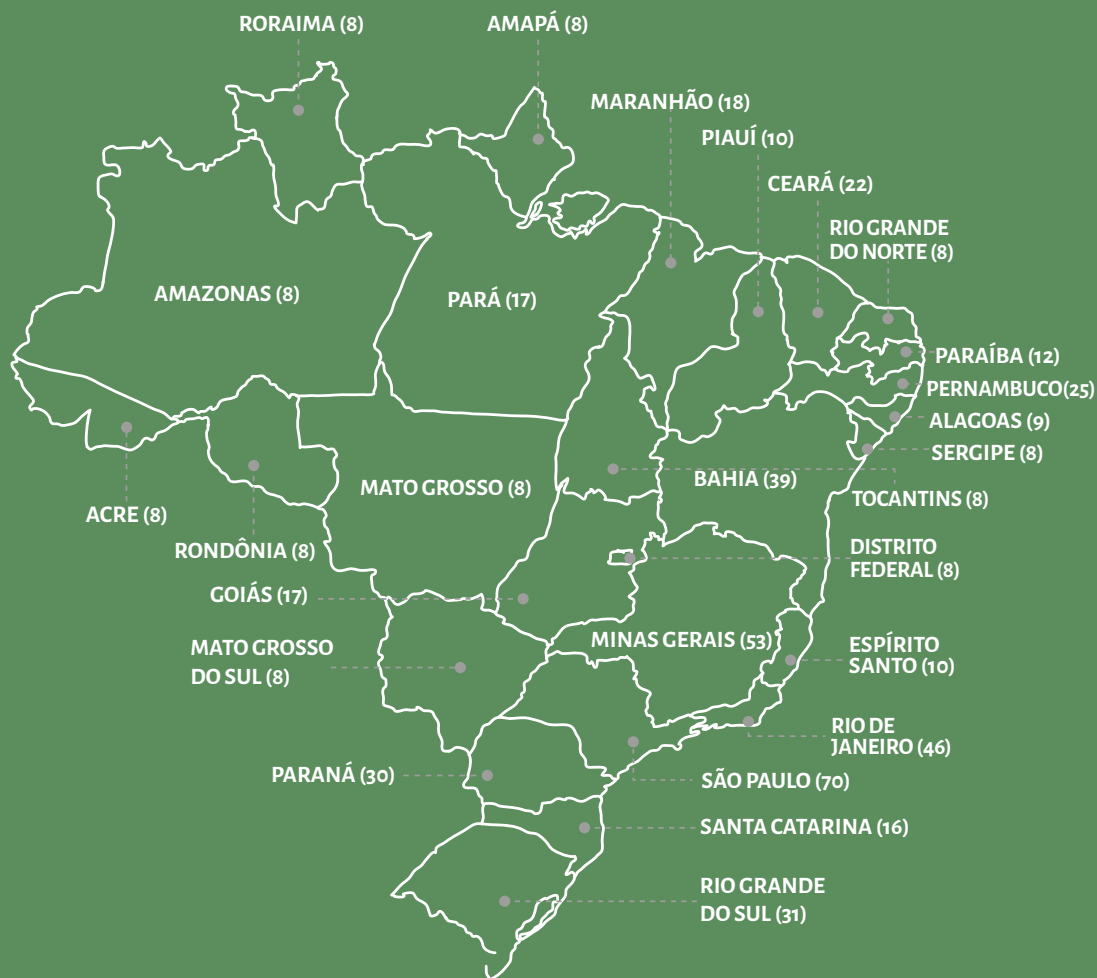 RORAIMA (8)
AMAPÁ (8)
MARANHÃO (18)
PIAUÍ (10)
CEARÁ (22)
RIO GRANDE
DO NORTE (8)
AMAZONAS (8)
PARÁ (17)
PARAÍBA (12)
PERNAMBUCO(25)
ALAGOAS (9)
SERGIPE (8)
BAHIA (39)
MATO GROSSO (8)
TOCANTINS (8)
ACRE (8)
RONDÔNIA (8)
DISTRITO
FEDERAL (8)
GOIÁS (17)
MINAS GERAIS (53)
ESPÍRITO
SANTO (10)
MATO GROSSO
DO SUL (8)
RIO DE
JANEIRO (46)
PARANÁ (30)
SÃO PAULO (70)
SANTA CATARINA (16)
RIO GRANDE
DO SUL (31)